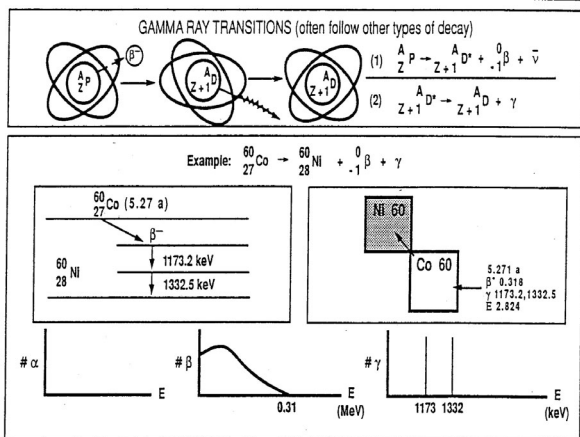 GAMMA RAY TRANSITIONS (often follow other types of decay)
β⁻
A Z P
A Z+1 D
A Z+1 D
(1) A Z P → A Z+1 D* + 0 -1 β + ν̄
(2) A Z+1 D* → A Z+1 D + γ
Example: 60 27 Co → 60 28 Ni + 0 -1 β + γ
60 27 Co (5.27 a)
β⁻
1173.2 keV
60 28 Ni
1332.5 keV
Ni 60
Co 60
5.271 a
β⁻ 0.318
γ 1173.2,1332.5
E 2.824
# α
E
# β
E
0.31
(MeV)
# γ
E
1173 1332
(keV)